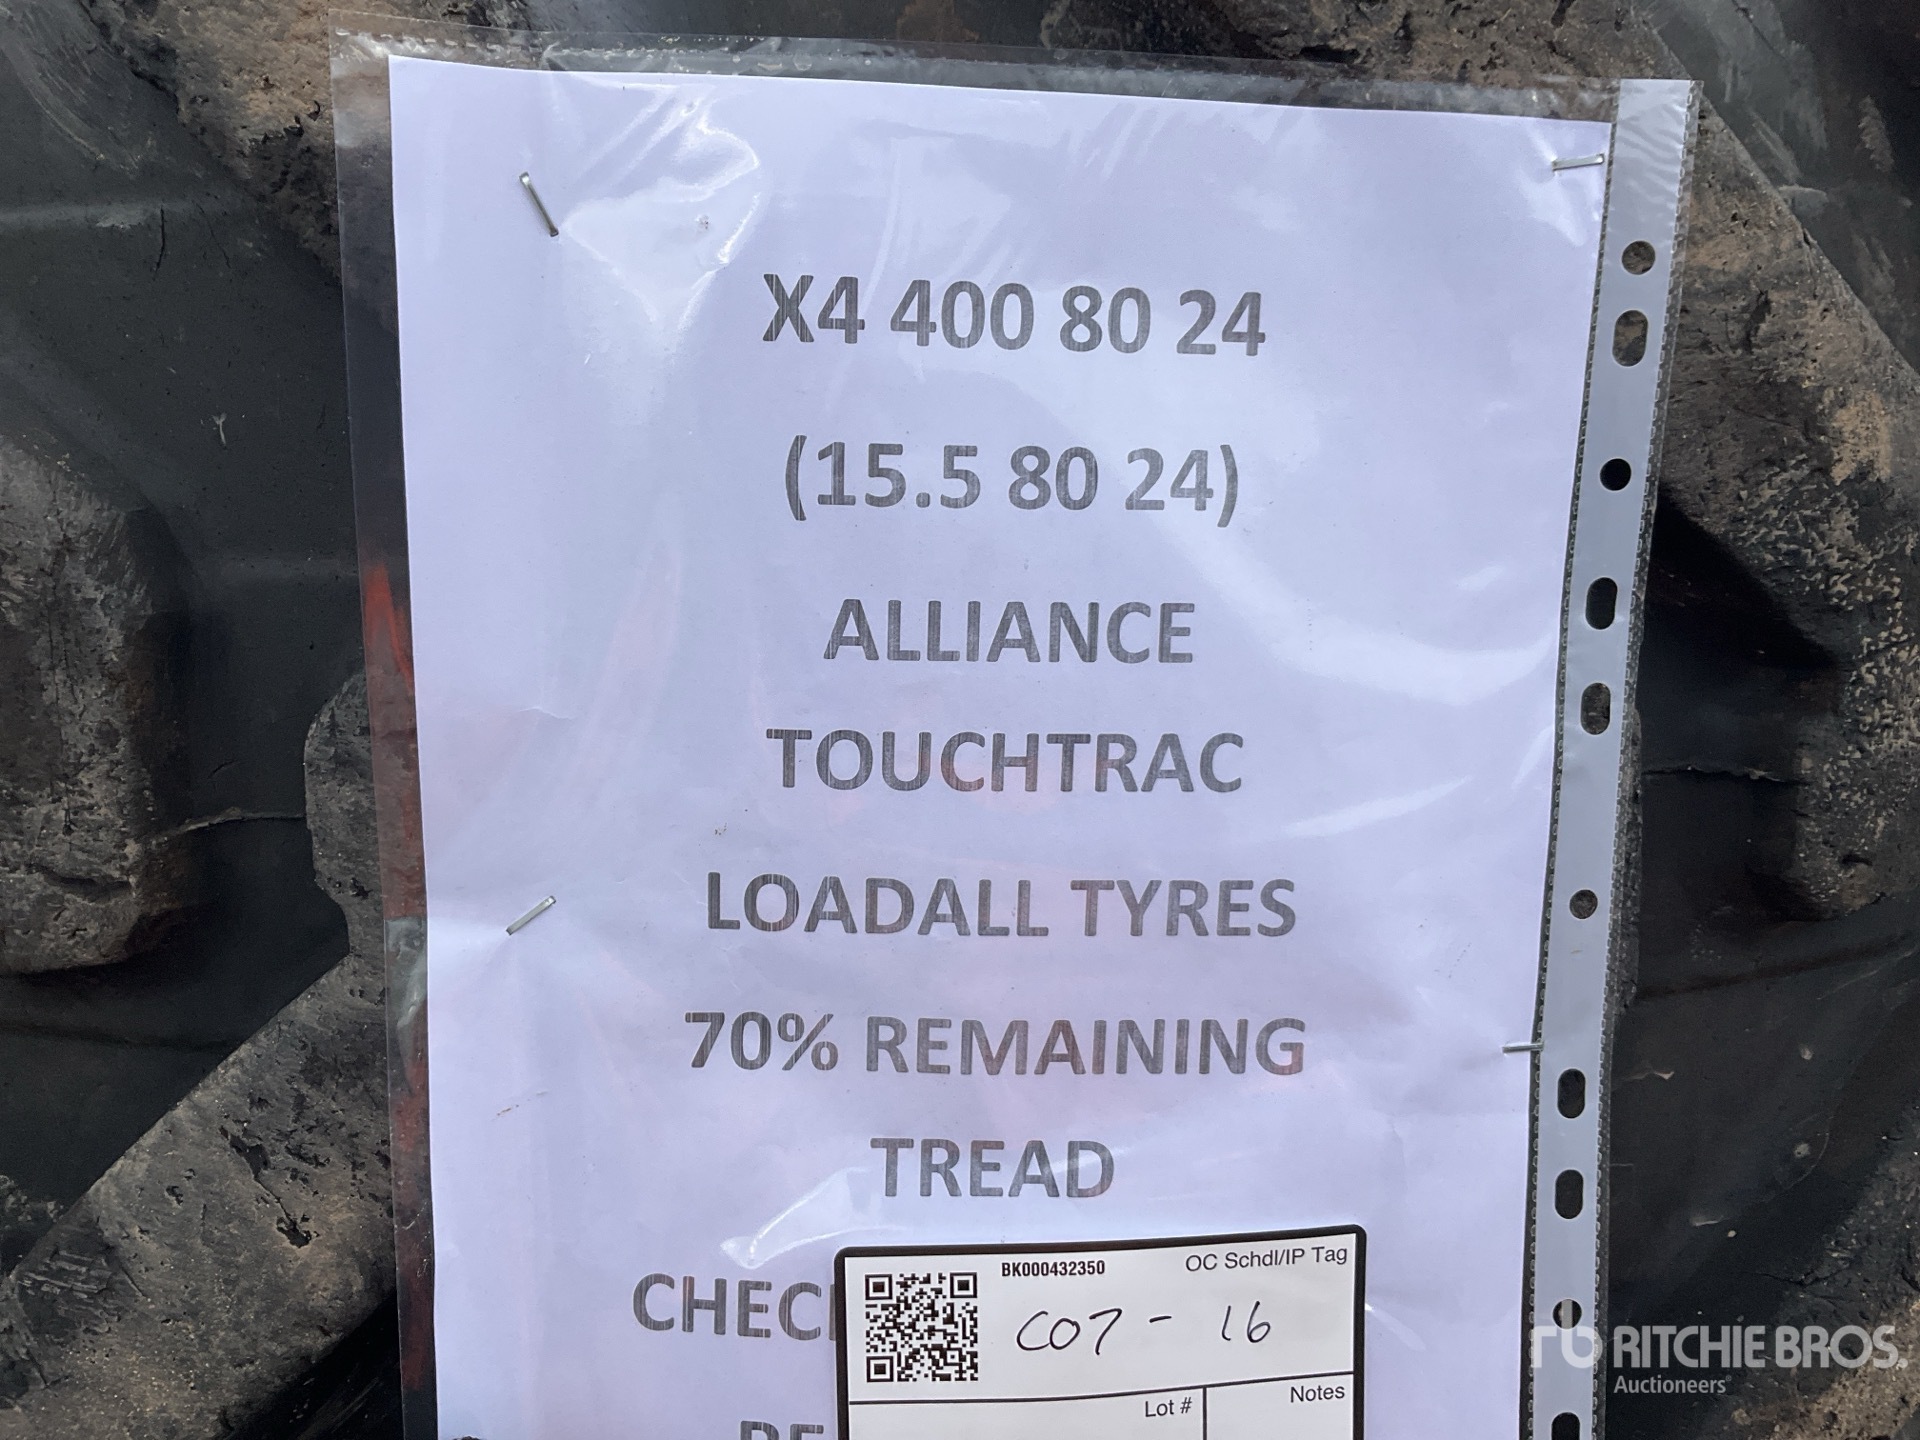 X4 400 80 24
(15.5 80 24)
ALLIANCE
TOUCHTRAC
LOADALL TYRES
70% REMAINING
TREAD
BK000432350 OC Schdl/IP Tag
C07 - 16
Lot # Notes
RITCHIE BROS.
Auctioneers